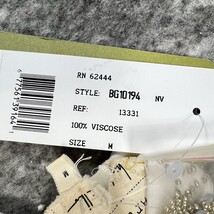 RN 62444
STYLE: BG10194 NV
REF: 13331
100% VISCOSE
SIZE M